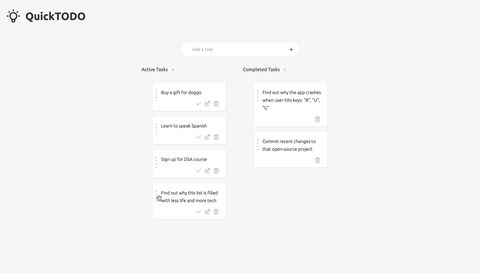 QuickTODO
Add a task
+
Active Tasks
Completed Tasks
Buy a gift for doggo
Learn to speak Spanish
Sign up for DSA course
Find out why this list is filled
with less life and more tech
Find out why the app crashes
when user hits keys: "B", "U",
"G"
Commit recent changes to
that open-source project